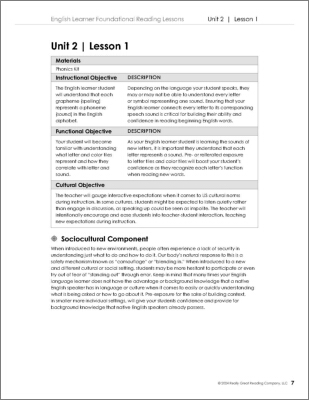 English Learner Foundational Reading Lessons Unit 2 | Lesson 1
Unit 2 | Lesson 1
Materials
Phonics Kit
Instructional Objective DESCRIPTION
The English learner student
will understand that each
grapheme (spelling)
represents a phoneme
(sound) in the English
alphabet.
Depending on the language your student speaks, they
may or may not be able to understand every letter
or symbol representing one sound. Ensuring that your
English learner connects every letter to its corresponding
speech sound is critical for building their ability and
confidence in reading beginning English words.
Functional Objective DESCRIPTION
Your student will become
familiar with understanding
what letter and color tiles
represent and how they
correlate with letter and
sound.
As your English learner student is learning the sounds of
new letters, it is important they understand that each
letter represents a sound. Pre- or reiterated exposure
to letter tiles and color tiles will boost your student's
confidence as they recognize each letter's function
when reading new words.
Cultural Objective
The teacher will gauge interactive expectations when it comes to US cultural norms
during instruction. In some cultures, students might be expected to listen quietly rather
than engage in discussion, as speaking up could be seen as impolite. The teacher will
intentionally encourage and ease students into teacher-student interaction, teaching
new expectations during instruction.
Sociocultural Component
When introduced to new environments, people often experience a lack of security in
understanding just what to do and how to do it. Our body's natural response to this is a
safety mechanism known as "camouflage" or "blending in." When introduced to a new
and different cultural or social setting, students may be more hesitant to participate or even
try out of fear of "standing out" through error. Keep in mind that many times your English
language learner does not have the advantage or background knowledge that a native
English speaker has in language or culture when it comes to easily or quickly understanding
what is being asked or how to go about it. Pre-exposure for the sake of building context,
in smaller more individual settings, will give your students confidence and provide for
background knowledge that native English speakers already possess.
©2024 Really Great Reading Company, LLC 7